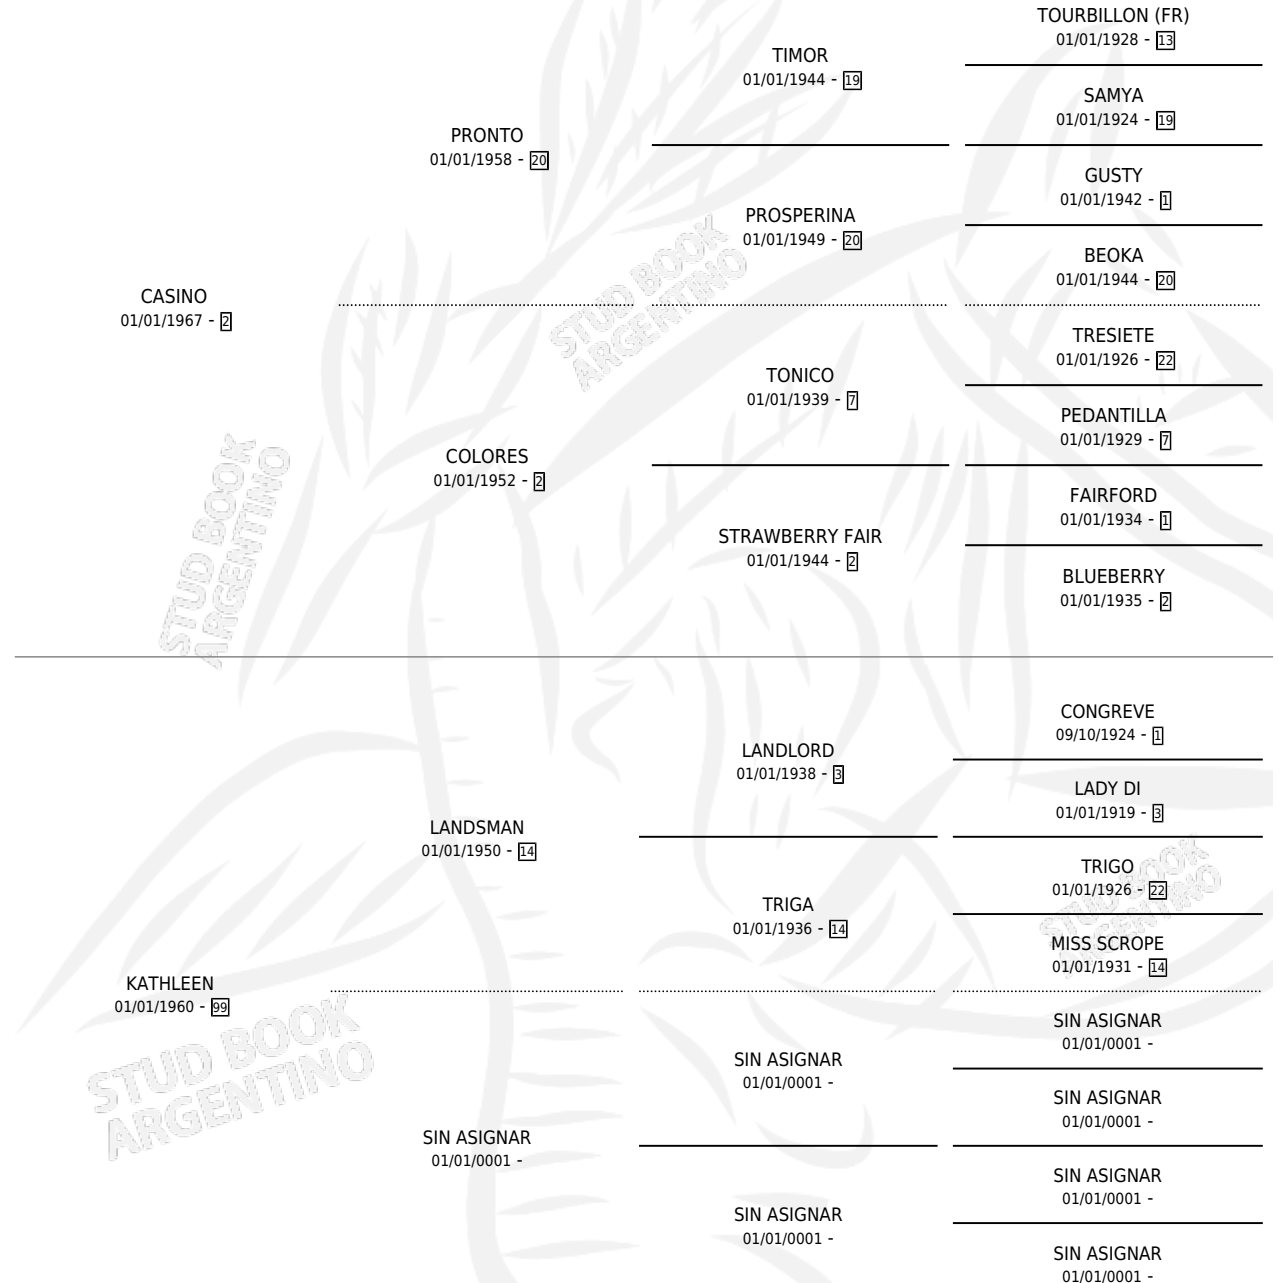 TOURBILLON (FR)
01/01/1928 - 13
TIMOR
01/01/1944 - 19
SAMYA
01/01/1924 - 19
PRONTO
01/01/1958 - 20
GUSTY
01/01/1942 - 1
PROSPERINA
01/01/1949 - 20
BEOKA
01/01/1944 - 20
CASINO
01/01/1967 - 2
TRESIETE
01/01/1926 - 22
TONICO
01/01/1939 - 7
PEDANTILLA
01/01/1929 - 7
COLORES
01/01/1952 - 2
FAIRFORD
01/01/1934 - 1
STRAWBERRY FAIR
01/01/1944 - 2
BLUEBERRY
01/01/1935 - 2
CONGREVE
09/10/1924 - 1
LANDLORD
01/01/1938 - 3
LADY DI
01/01/1919 - 3
LANDSMAN
01/01/1950 - 14
TRIGO
01/01/1926 - 22
TRIGA
01/01/1936 - 14
MISS SCROPE
01/01/1931 - 14
KATHLEEN
01/01/1960 - 99
SIN ASIGNAR
01/01/0001 -
SIN ASIGNAR
01/01/0001 -
SIN ASIGNAR
01/01/0001 -
SIN ASIGNAR
01/01/0001 -
SIN ASIGNAR
01/01/0001 -
SIN ASIGNAR
01/01/0001 -
SIN ASIGNAR
01/01/0001 -
STUD BOOK
ARGENTINO
STUD BOOK
ARGENTINO
STUD BOOK
ARGENTINO
STUD BOOK
ARGENTINO